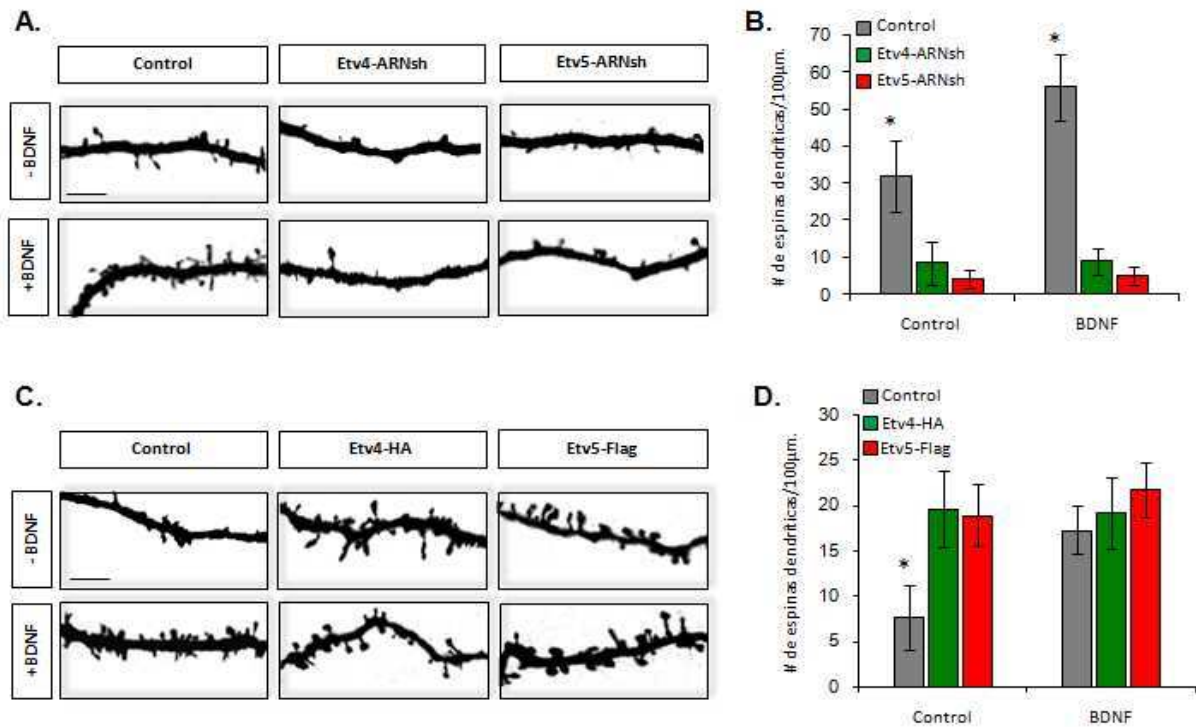 A.
Control
Etv4-ARNsh
Etv5-ARNsh
- BDNF
+BDNF
B.
Control
Etv4-ARNsh
Etv5-ARNsh
# de espinas dendríticas/100µm.
70
60
50
40
30
20
10
0
*
*
Control
BDNF
C.
Control
Etv4-HA
Etv5-Flag
- BDNF
+BDNF
D.
Control
Etv4-HA
Etv5-Flag
# de espinas dendríticas/100µm.
30
25
20
15
10
5
0
*
Control
BDNF